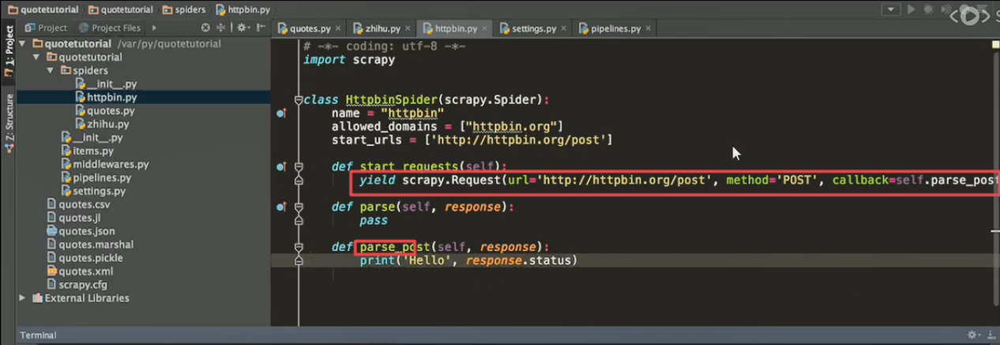 quotetutorial quotetutorial spiders httpbin.py
1: Project
Z: Structure
Project Project Files
quotes.py zhihu.py httpbin.py settings.py pipelines.py
quotetutorial /var/py/quotetutorial
quotetutorial
spiders
__init__.py
httpbin.py
quotes.py
zhihu.py
__init__.py
items.py
middlewares.py
pipelines.py
settings.py
quotes.csv
quotes.jl
quotes.json
quotes.marshal
quotes.pickle
quotes.xml
scrapy.cfg
External Libraries
# -*- coding: utf-8 -*-
import scrapy
class HttpbinSpider(scrapy.Spider):
name = "httpbin"
allowed_domains = ["httpbin.org"]
start_urls = ['http://httpbin.org/post']
def start_requests(self):
yield scrapy.Request(url='http://httpbin.org/post', method='POST', callback=self.parse_post
def parse(self, response):
pass
def parse_post(self, response):
print('Hello', response.status)
Terminal